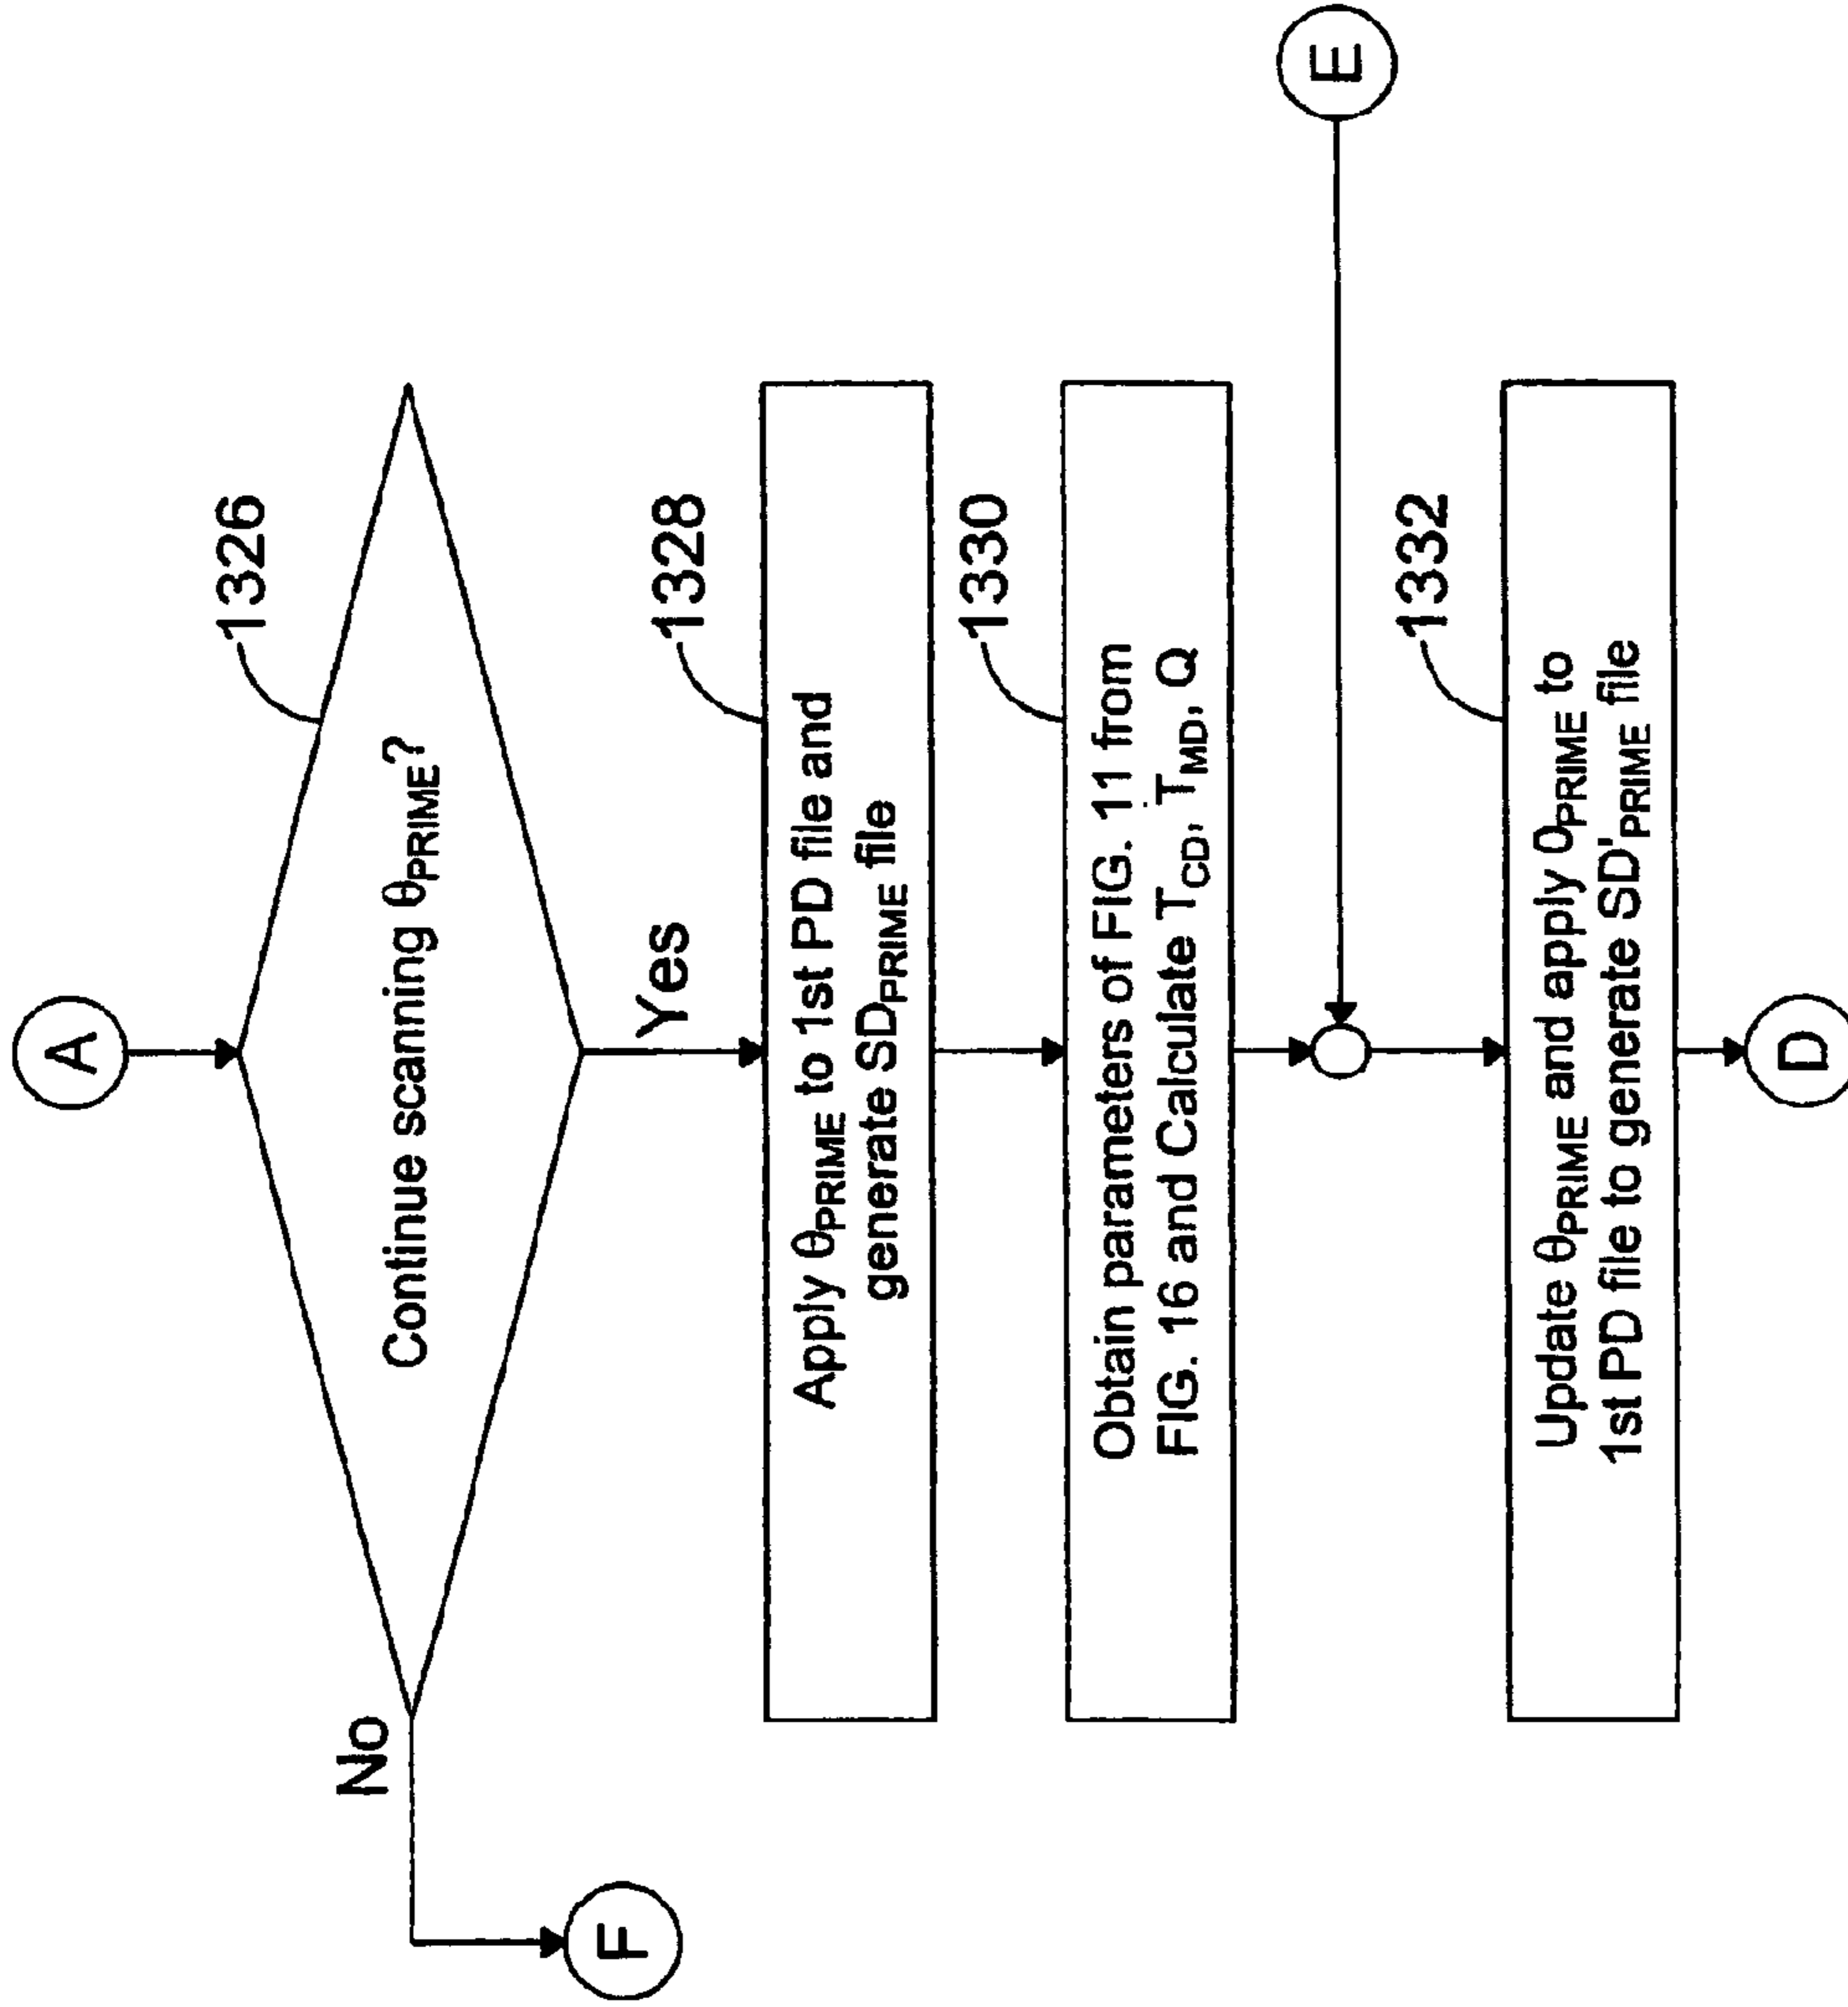 A
1326
Continue scanning θPRIME?
No
F
Yes
1328
Apply θPRIME to 1st PD file and
generate SDPRIME file
1330
Obtain parameters of FIG. 11 from
FIG. 16 and Calculate TCD, TMD, Q
E
1332
Update θPRIME and apply θPRIME to
1st PD file to generate SD'PRIME file
D